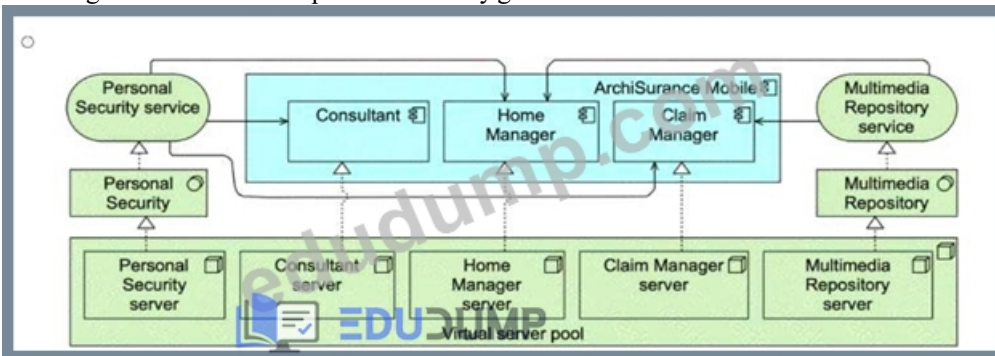 Personal
Security service
ArchiSurance Mobile
Multimedia
Repository
service
Consultant
Home
Manager
Claim
Manager
Personal
Security
Multimedia
Repository
Personal
Security
server
Consultant
server
Home
Manager
server
Claim Manager
server
Multimedia
Repository
server
Virtual server pool
edudump.com
EDUDUMP